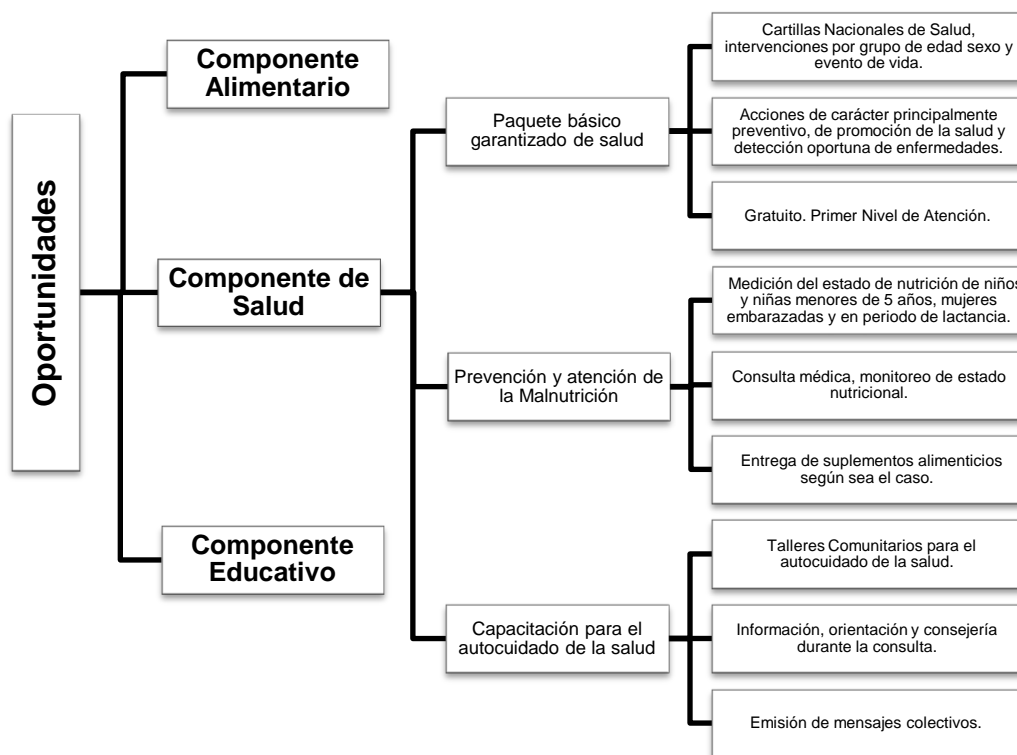 Oportunidades
Componente
Alimentario
Componente de
Salud
Componente
Educativo
Paquete básico
garantizado de salud
Prevención y atención de
la Malnutrición
Capacitación para el
autocuidado de la salud
Cartillas Nacionales de Salud,
intervenciones por grupo de edad sexo y
evento de vida.
Acciones de carácter principalmente
preventivo, de promoción de la salud y
detección oportuna de enfermedades.
Gratuito. Primer Nivel de Atención.
Medición del estado de nutrición de niños
y niñas menores de 5 años, mujeres
embarazadas y en periodo de lactancia.
Consulta médica, monitoreo de estado
nutricional.
Entrega de suplementos alimenticios
según sea el caso.
Talleres Comunitarios para el
autocuidado de la salud.
Información, orientación y consejería
durante la consulta.
Emisión de mensajes colectivos.